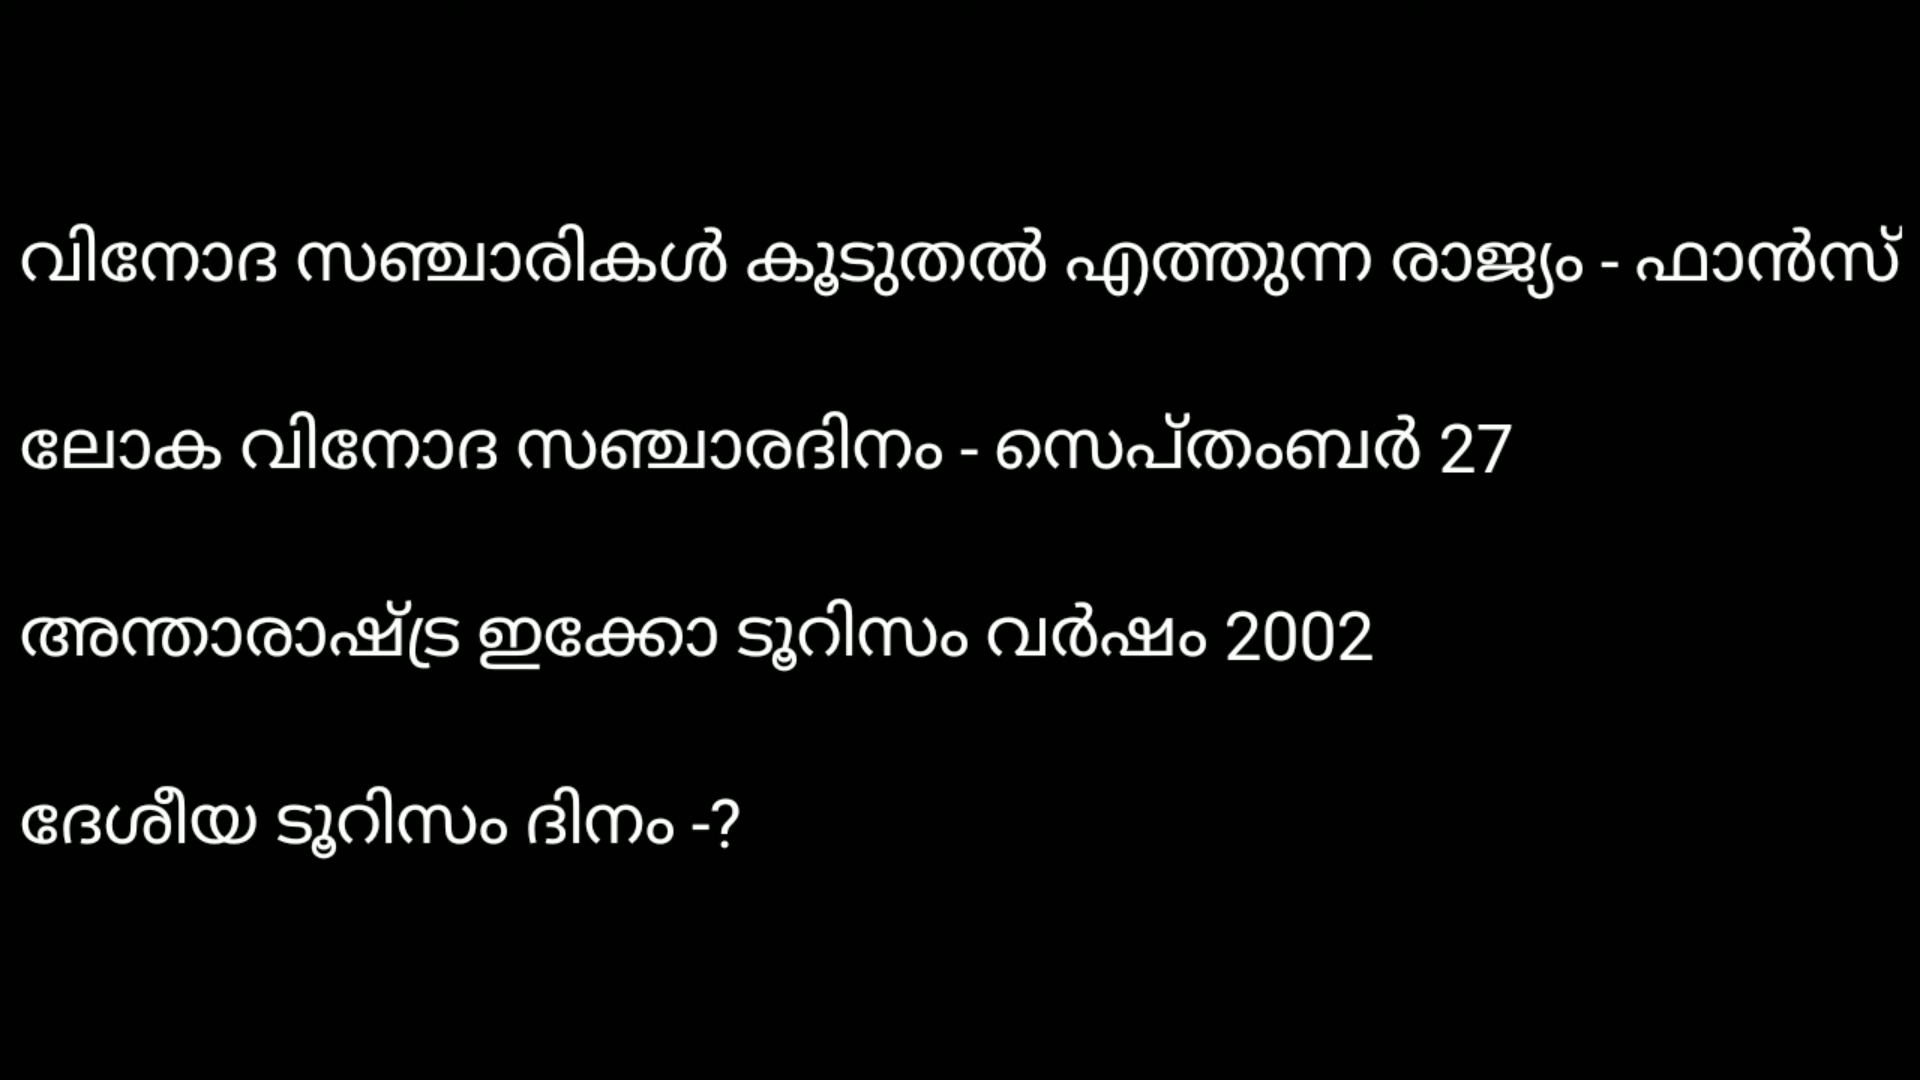 വിനോദ സഞ്ചാരികൾ കൂടുതൽ എത്തുന്ന രാജ്യം - ഫാൻസ്
ലോക വിനോദ സഞ്ചാരദിനം - സെപ്തംബർ 27
അന്താരാഷ്ട്ര ഇക്കോ ടൂറിസം വർഷം 2002
ദേശീയ ടൂറിസം ദിനം -?